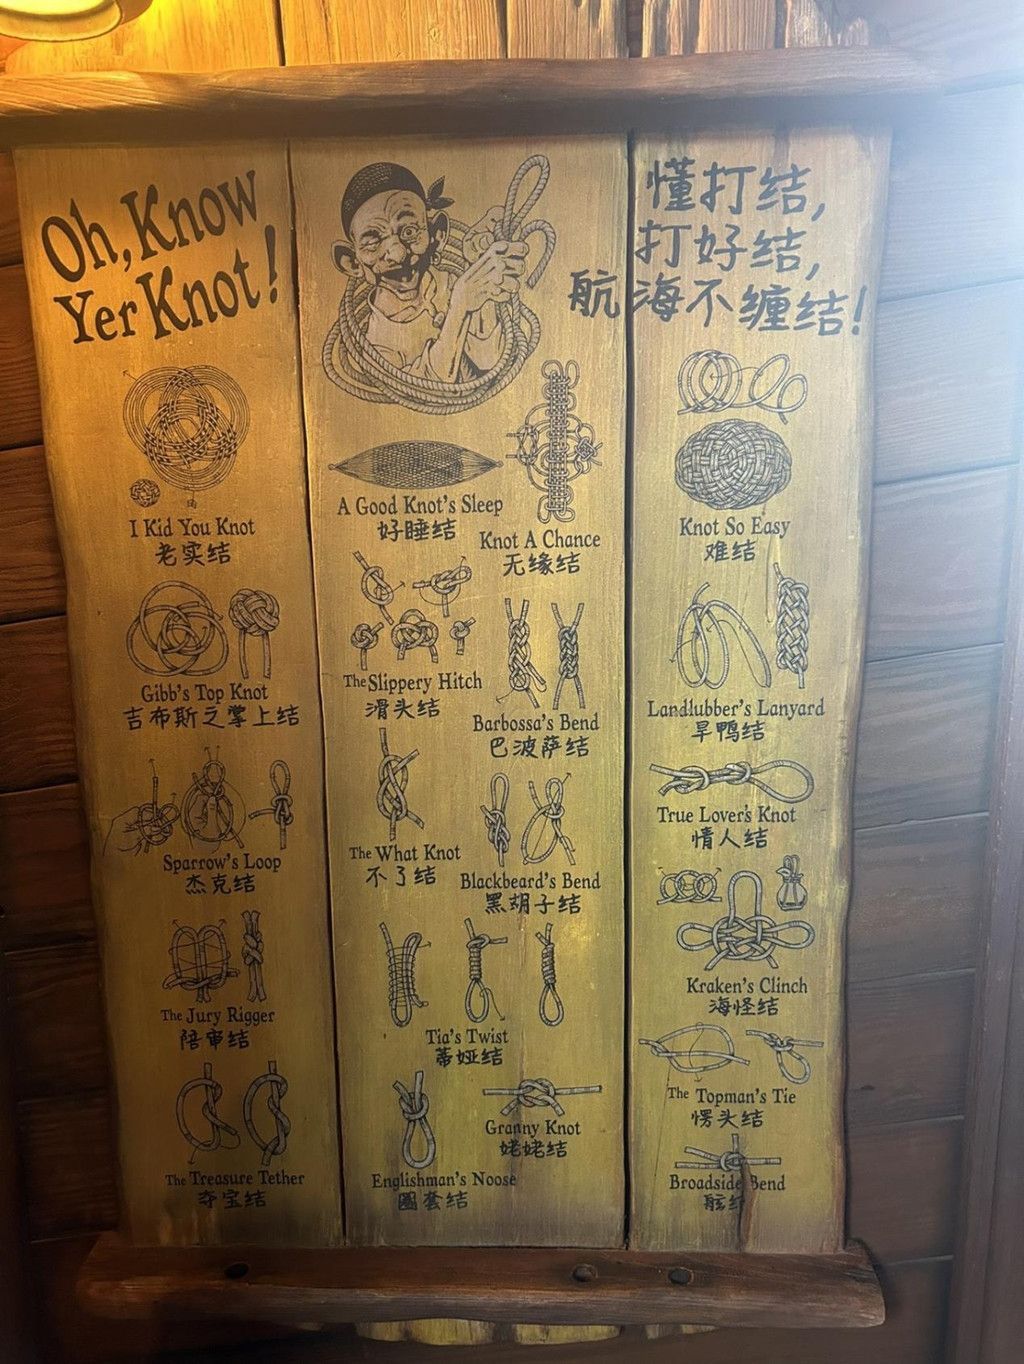 Oh, Know
Yer Knot!
懂打结,
打好结,
航海不缠结!
I Kid You Knot
老实结
Gibb's Top Knot
吉布斯之掌上结
Sparrow's Loop
杰克结
The Jury Rigger
陪审结
The Treasure Tether
夺宝结
A Good Knot's Sleep
好睡结
Knot A Chance
无缘结
The Slippery Hitch
滑头结
Barbossa's Bend
巴波萨结
The What Knot
不了结
Blackbeard's Bend
黑胡子结
Tia's Twist
蒂娅结
Granny Knot
姥姥结
Englishman's Noose
圈套结
Knot So Easy
难结
Landlubber's Lanyard
旱鸭结
True Lover's Knot
情人结
Kraken's Clinch
海怪结
The Topman's Tie
愣头结
Broadside Bend
舷结